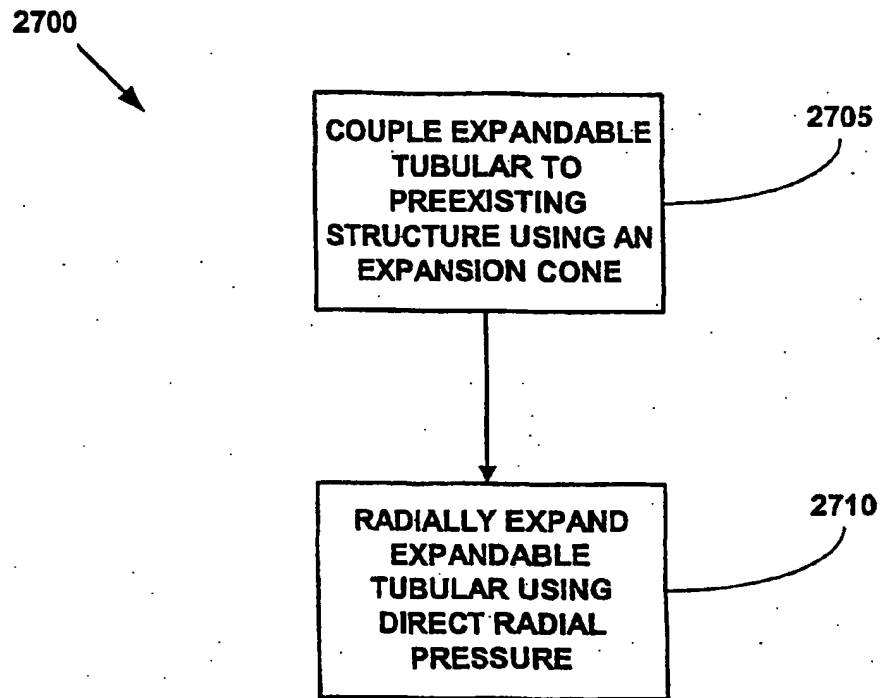 2700
COUPLE EXPANDABLE
TUBULAR TO
PREEXISTING
STRUCTURE USING AN
EXPANSION CONE
2705
RADIALLY EXPAND
EXPANDABLE
TUBULAR USING
DIRECT RADIAL
PRESSURE
2710